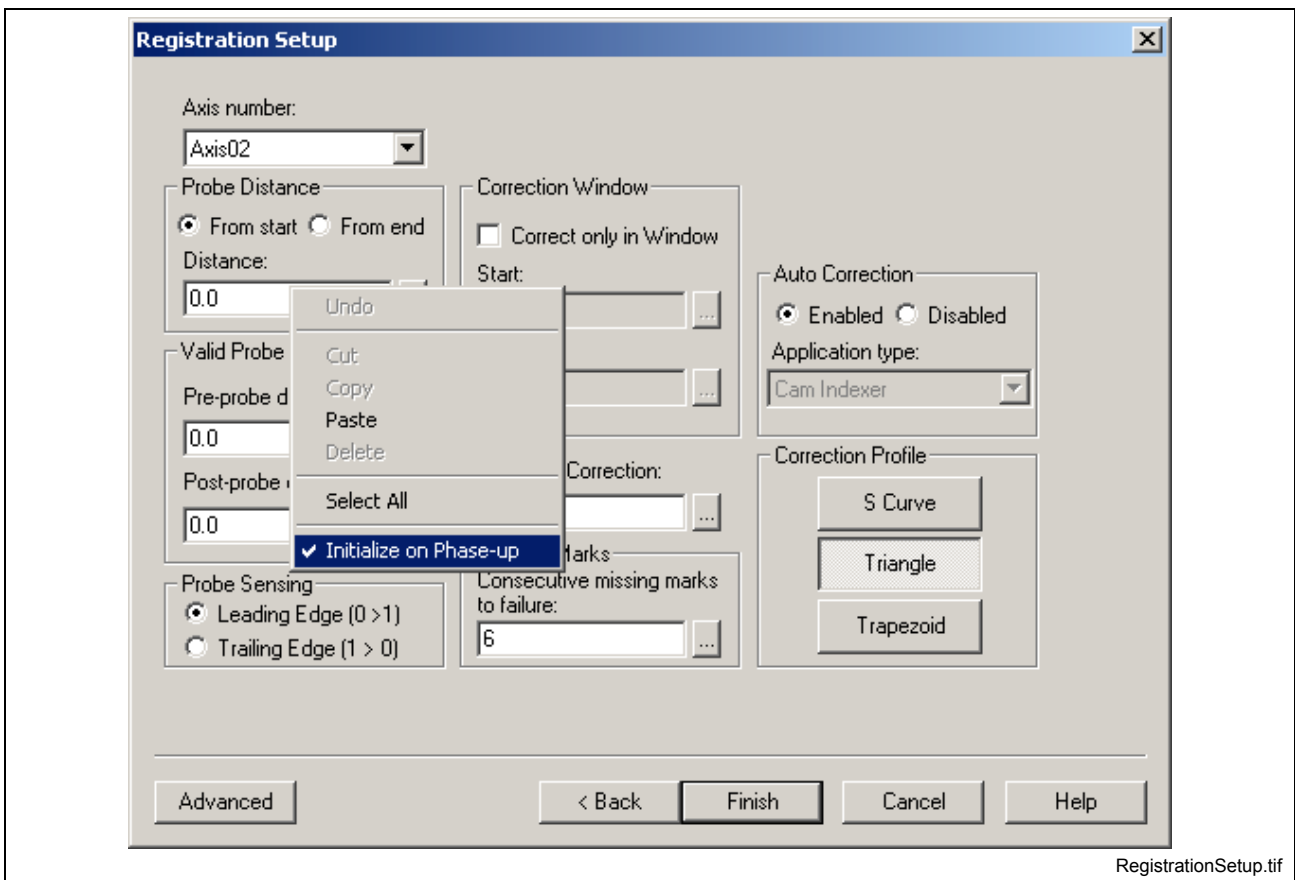 Registration Setup
Axis number:
Axis02
Probe Distance
From start From end
Distance:
0.0
Valid Probe
Pre-probe d
0.0
Post-probe
0.0
Probe Sensing
Leading Edge (0 >1)
Trailing Edge (1 > 0)
Undo
Cut
Copy
Paste
Delete
Select All
Initialize on Phase-up
Correction Window
Correct only in Window
Start:
...
...
Correction:
...
Marks
Consecutive missing marks
to failure:
6
...
Auto Correction
Enabled Disabled
Application type:
Cam Indexer
Correction Profile
S Curve
Triangle
Trapezoid
Advanced
< Back Finish Cancel Help
RegistrationSetup.tif